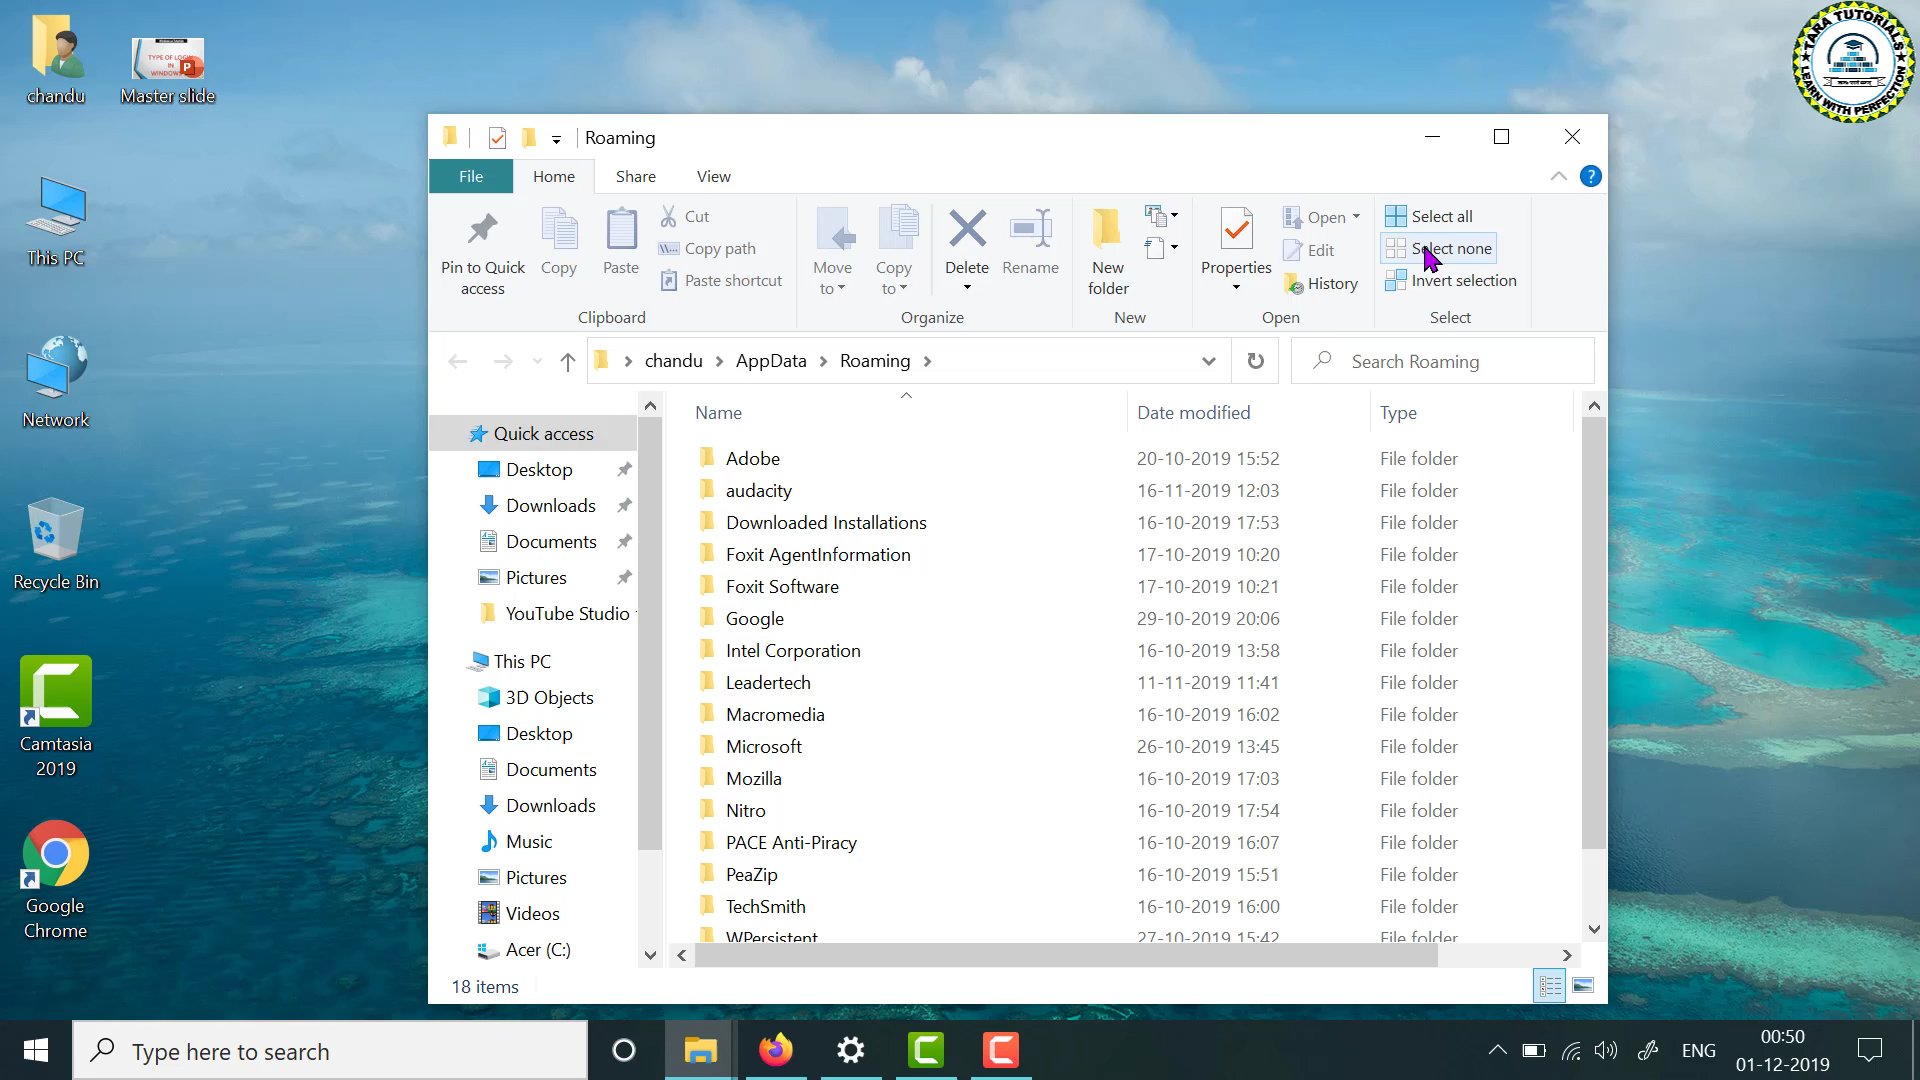 chandu
Master slide
TYPE OF LOGIN
IN
WINDOWS
P
TARA TUTORIALS
LEARN WITH PERFECTION
This PC
Network
Recycle Bin
Camtasia
2019
Google
Chrome
Roaming
File Home Share View
Pin to Quick
access
Copy
Paste
Cut
Copy path
Paste shortcut
Clipboard
Move
to
Copy
to
Delete
Rename
Organize
New
folder
New
Properties
Open
Edit
History
Open
Select all
Select none
Invert selection
Select
chandu AppData Roaming
Search Roaming
Quick access
Desktop
Downloads
Documents
Pictures
YouTube Studio
This PC
3D Objects
Desktop
Documents
Downloads
Music
Pictures
Videos
Acer (C:)
Name Date modified Type
Adobe 20-10-2019 15:52 File folder
audacity 16-11-2019 12:03 File folder
Downloaded Installations 16-10-2019 17:53 File folder
Foxit AgentInformation 17-10-2019 10:20 File folder
Foxit Software 17-10-2019 10:21 File folder
Google 29-10-2019 20:06 File folder
Intel Corporation 16-10-2019 13:58 File folder
Leadertech 11-11-2019 11:41 File folder
Macromedia 16-10-2019 16:02 File folder
Microsoft 26-10-2019 13:45 File folder
Mozilla 16-10-2019 17:03 File folder
Nitro 16-10-2019 17:54 File folder
PACE Anti-Piracy 16-10-2019 16:07 File folder
PeaZip 16-10-2019 15:51 File folder
TechSmith 16-10-2019 16:00 File folder
WPersistent 27-10-2019 15:42 File folder
18 items
Type here to search
ENG
00:50
01-12-2019